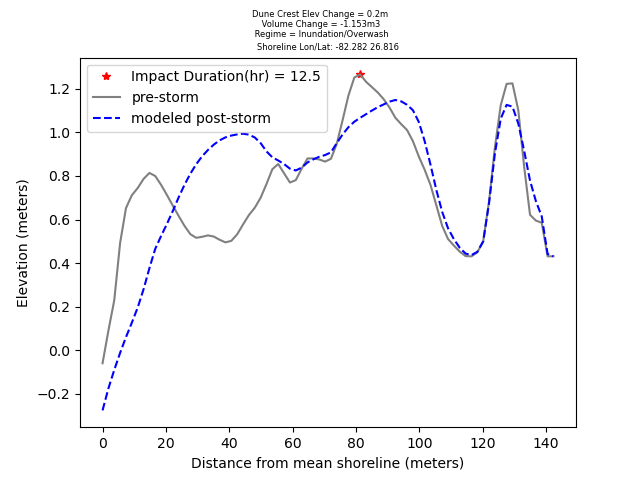 Dune Crest Elev Change = 0.2m
Volume Change = -1.153m3
Regime = Inundation/Overwash
Shoreline Lon/Lat: -82.282 26.816
Impact Duration(hr) = 12.5
pre-storm
modeled post-storm
Elevation (meters)
1.2
1.0
0.8
0.6
0.4
0.2
0.0
−0.2
0 20 40 60 80 100 120 140
Distance from mean shoreline (meters)